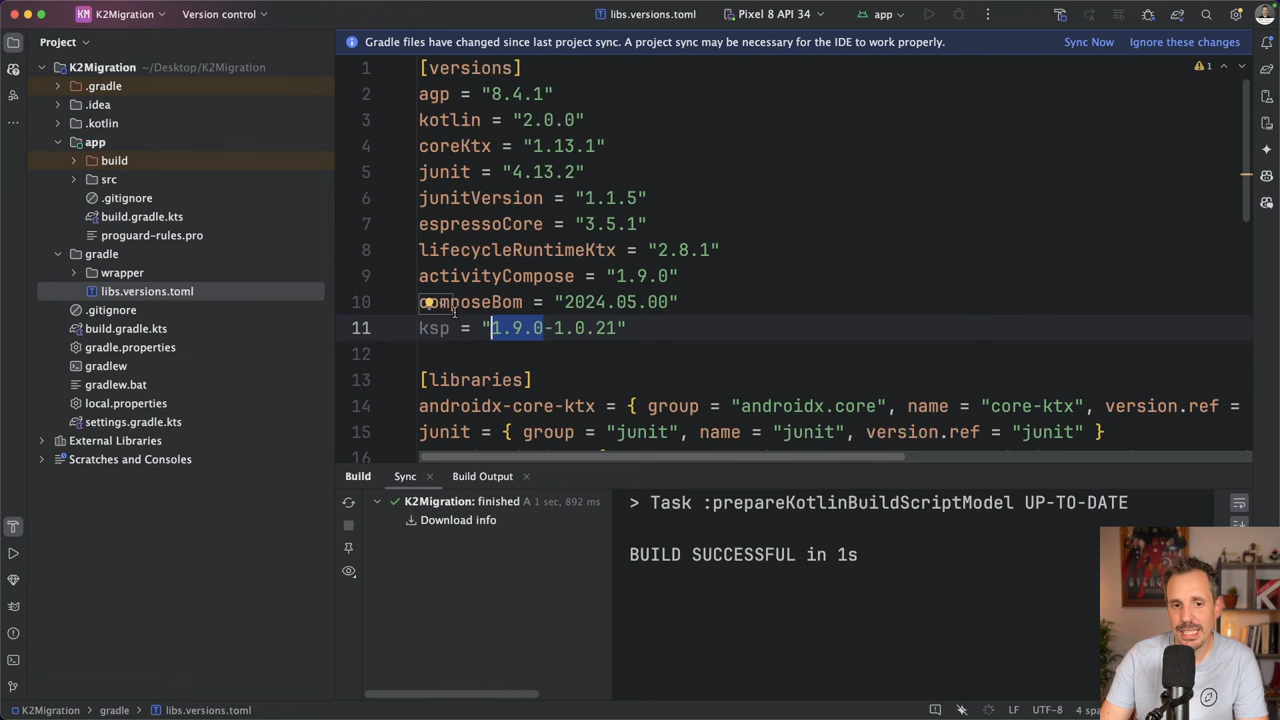 KM K2Migration Version control libs.versions.toml Pixel 8 API 34 app
Project
Gradle files have changed since last project sync. A project sync may be necessary for the IDE to work properly. Sync Now Ignore these changes
K2Migration ~/Desktop/K2Migration
.gradle
.idea
.kotlin
app
build
src
.gitignore
build.gradle.kts
proguard-rules.pro
gradle
wrapper
libs.versions.toml
.gitignore
build.gradle.kts
gradle.properties
gradlew
gradlew.bat
local.properties
settings.gradle.kts
External Libraries
Scratches and Consoles
1 [versions]
1
2 agp = "8.4.1"
3 kotlin = "2.0.0"
4 coreKtx = "1.13.1"
5 junit = "4.13.2"
6 junitVersion = "1.1.5"
7 espressoCore = "3.5.1"
8 lifecycleRuntimeKtx = "2.8.1"
9 activityCompose = "1.9.0"
10 composeBom = "2024.05.00"
11 ksp = "1.9.0-1.0.21"
12
13 [libraries]
14 androidx-core-ktx = { group = "androidx.core", name = "core-ktx", version.ref =
15 junit = { group = "junit", name = "junit", version.ref = "junit" }
16
Build Sync Build Output
K2Migration: finished A 1 sec, 892 ms
Download info
> Task :prepareKotlinBuildScriptModel UP-TO-DATE
BUILD SUCCESSFUL in 1s
K2Migration > gradle > libs.versions.toml
LF UTF-8 4 spa